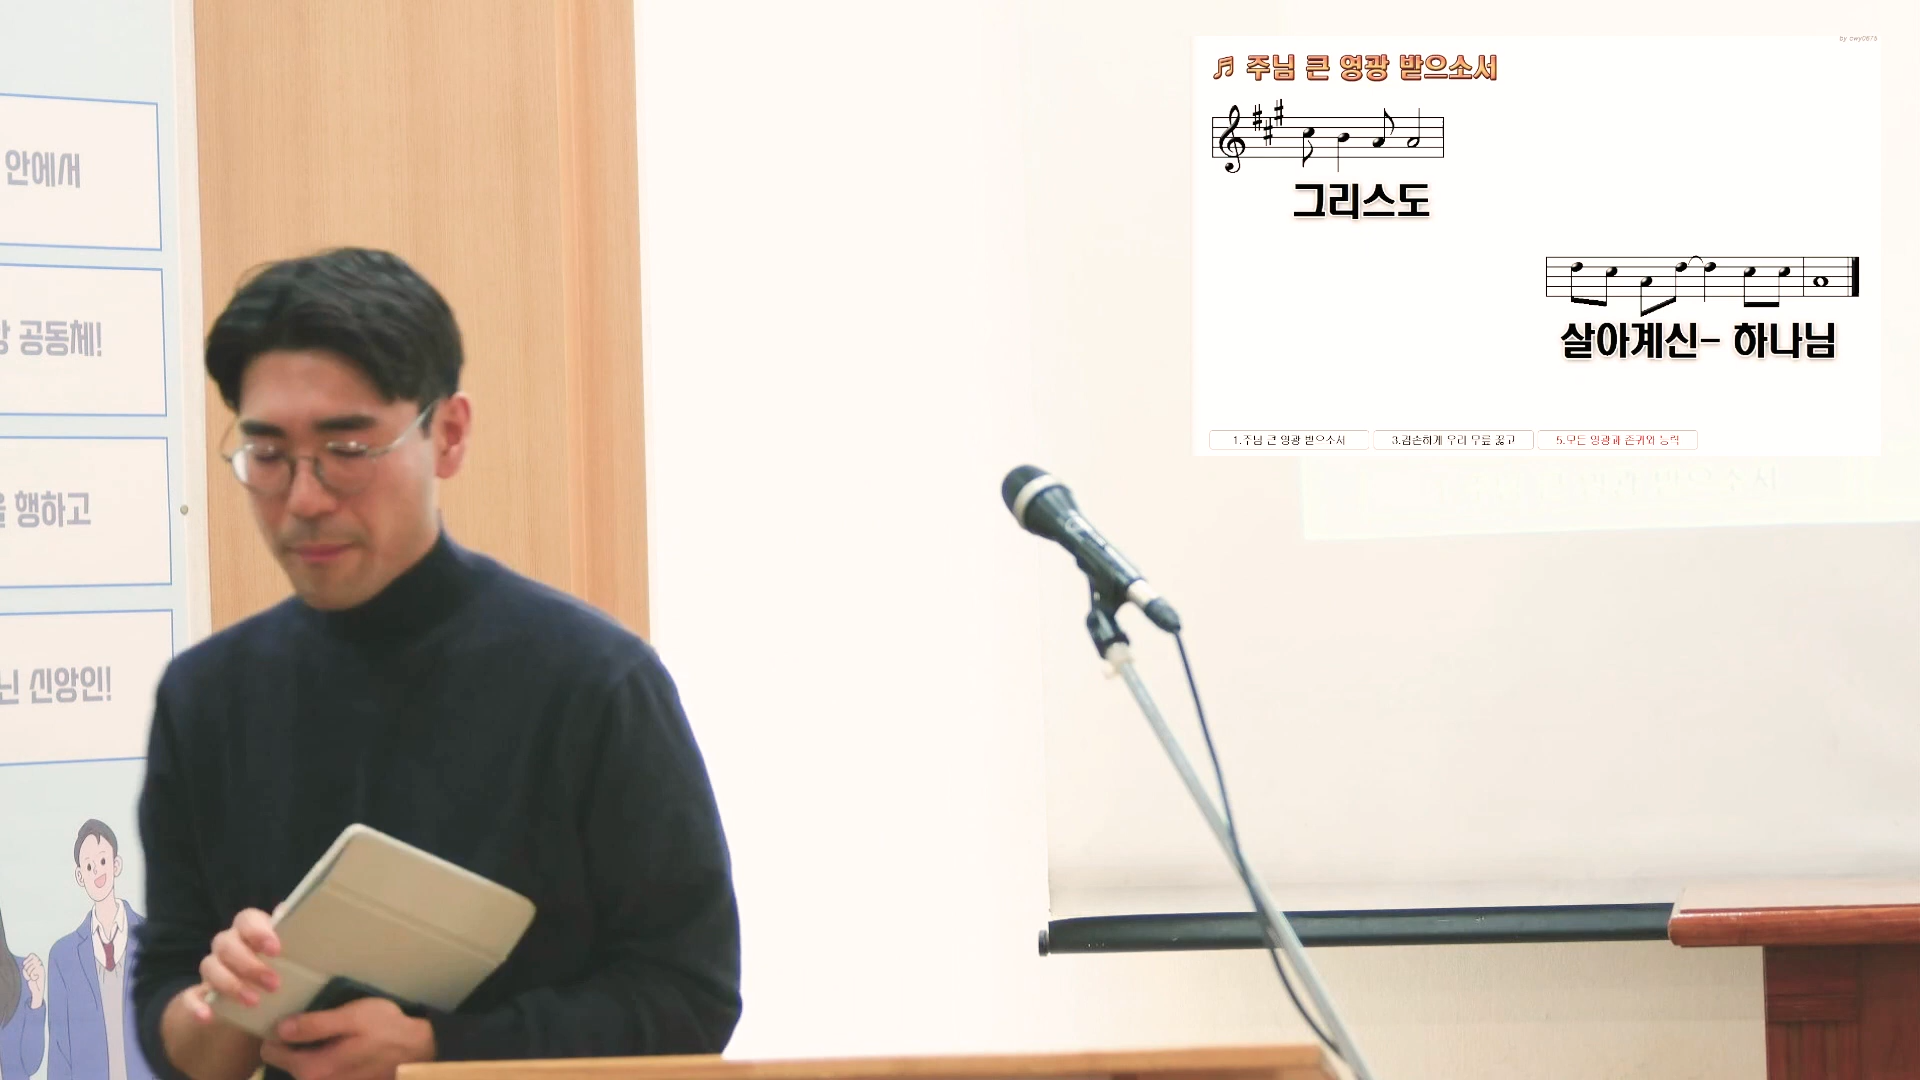 안에서
공동체!
행하고
신앙인!
by cwy0675
주님 큰 영광 받으소서
그리스도
살아계신- 하나님
1.주님 큰 영광 받으소서
3.겸손하게 우리 무릎 꿇고
5.모든 영광과 존귀와 능력